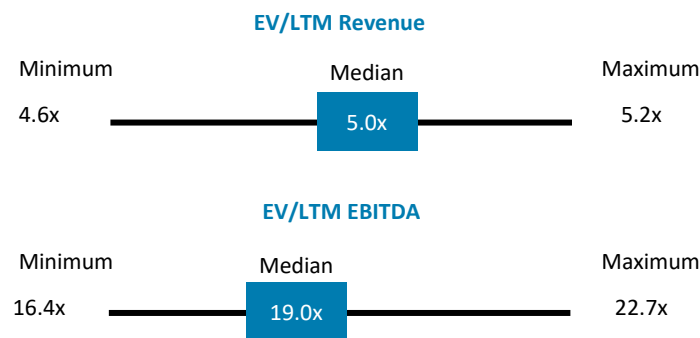 EV/LTM Revenue
Minimum Median Maximum
4.6x 5.0x 5.2x
EV/LTM EBITDA
Minimum Median Maximum
16.4x 19.0x 22.7x